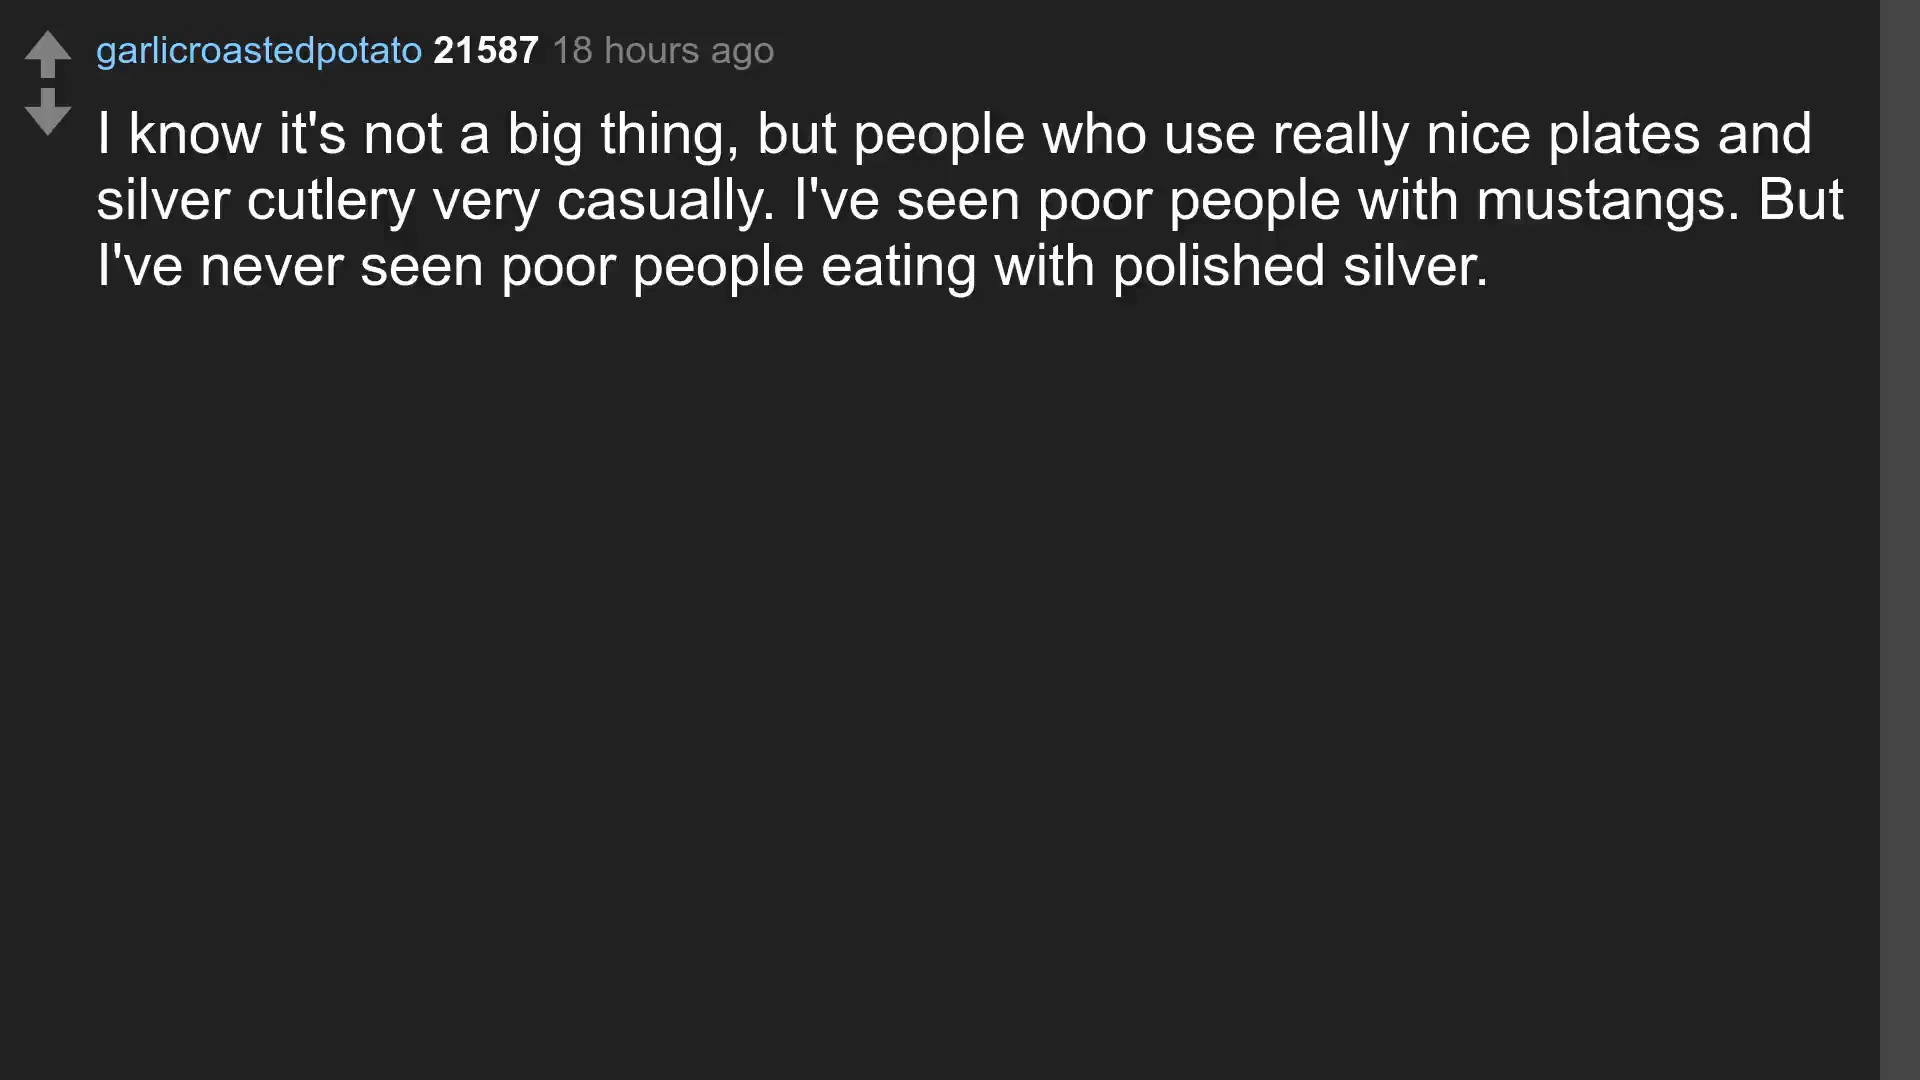 garlicroastedpotato 21587 18 hours ago
I know it's not a big thing, but people who use really nice plates and
silver cutlery very casually. I've seen poor people with mustangs. But
I've never seen poor people eating with polished silver.